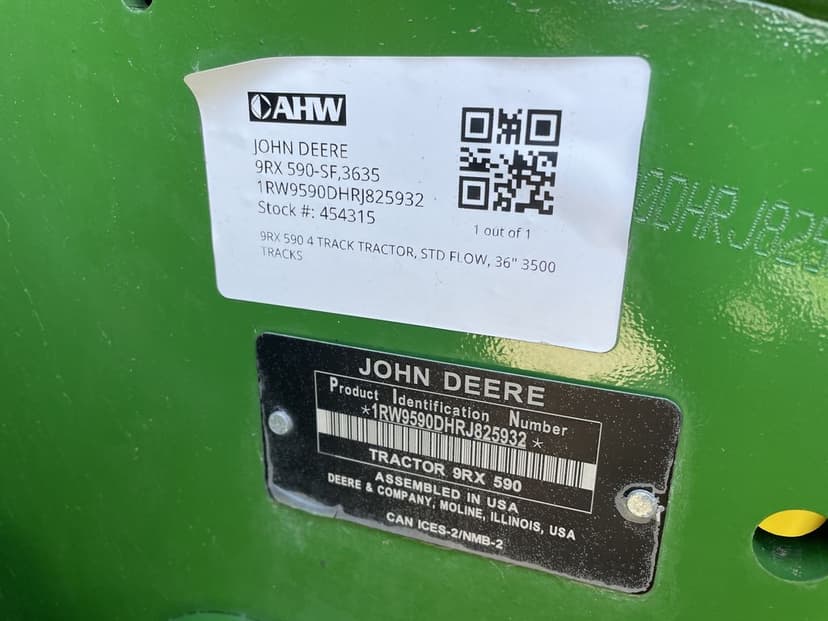 AHW
JOHN DEERE
9RX 590-SF,3635
1RW9590DHRJ825932
Stock #: 454315
1 out of 1
9RX 590 4 TRACK TRACTOR, STD FLOW, 36" 3500
TRACKS
0DHRJ825
JOHN DEERE
Product Identification Number
*1RW9590DHRJ825932*
TRACTOR 9RX 590
ASSEMBLED IN USA
DEERE & COMPANY, MOLINE, ILLINOIS, USA
CAN ICES-2/NMB-2